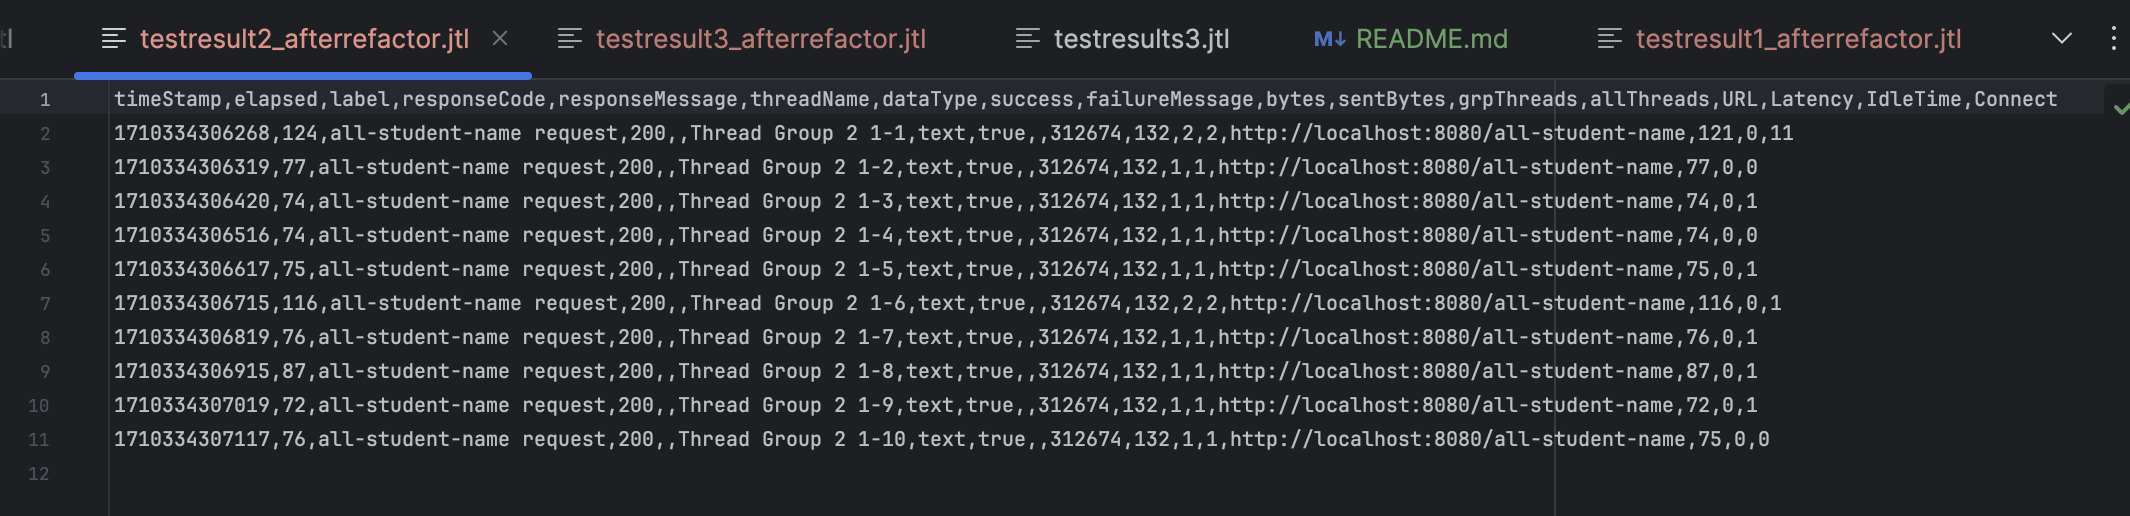 tl testresult2_afterrefactor.jtl testresult3_afterrefactor.jtl testresults3.jtl M↓ README.md testresult1_afterrefactor.jtl
1 timeStamp,elapsed,label,responseCode,responseMessage,threadName,dataType,success,failureMessage,bytes,sentBytes,grpThreads,allThreads,URL,Latency,IdleTime,Connect
2 1710334306268,124,all-student-name request,200,,Thread Group 2 1-1,text,true,,312674,132,2,2,http://localhost:8080/all-student-name,121,0,11
3 1710334306319,77,all-student-name request,200,,Thread Group 2 1-2,text,true,,312674,132,1,1,http://localhost:8080/all-student-name,77,0,0
4 1710334306420,74,all-student-name request,200,,Thread Group 2 1-3,text,true,,312674,132,1,1,http://localhost:8080/all-student-name,74,0,1
5 1710334306516,74,all-student-name request,200,,Thread Group 2 1-4,text,true,,312674,132,1,1,http://localhost:8080/all-student-name,74,0,0
6 1710334306617,75,all-student-name request,200,,Thread Group 2 1-5,text,true,,312674,132,1,1,http://localhost:8080/all-student-name,75,0,1
7 1710334306715,116,all-student-name request,200,,Thread Group 2 1-6,text,true,,312674,132,2,2,http://localhost:8080/all-student-name,116,0,1
8 1710334306819,76,all-student-name request,200,,Thread Group 2 1-7,text,true,,312674,132,1,1,http://localhost:8080/all-student-name,76,0,1
9 1710334306915,87,all-student-name request,200,,Thread Group 2 1-8,text,true,,312674,132,1,1,http://localhost:8080/all-student-name,87,0,1
10 1710334307019,72,all-student-name request,200,,Thread Group 2 1-9,text,true,,312674,132,1,1,http://localhost:8080/all-student-name,72,0,1
11 1710334307117,76,all-student-name request,200,,Thread Group 2 1-10,text,true,,312674,132,1,1,http://localhost:8080/all-student-name,75,0,0
12